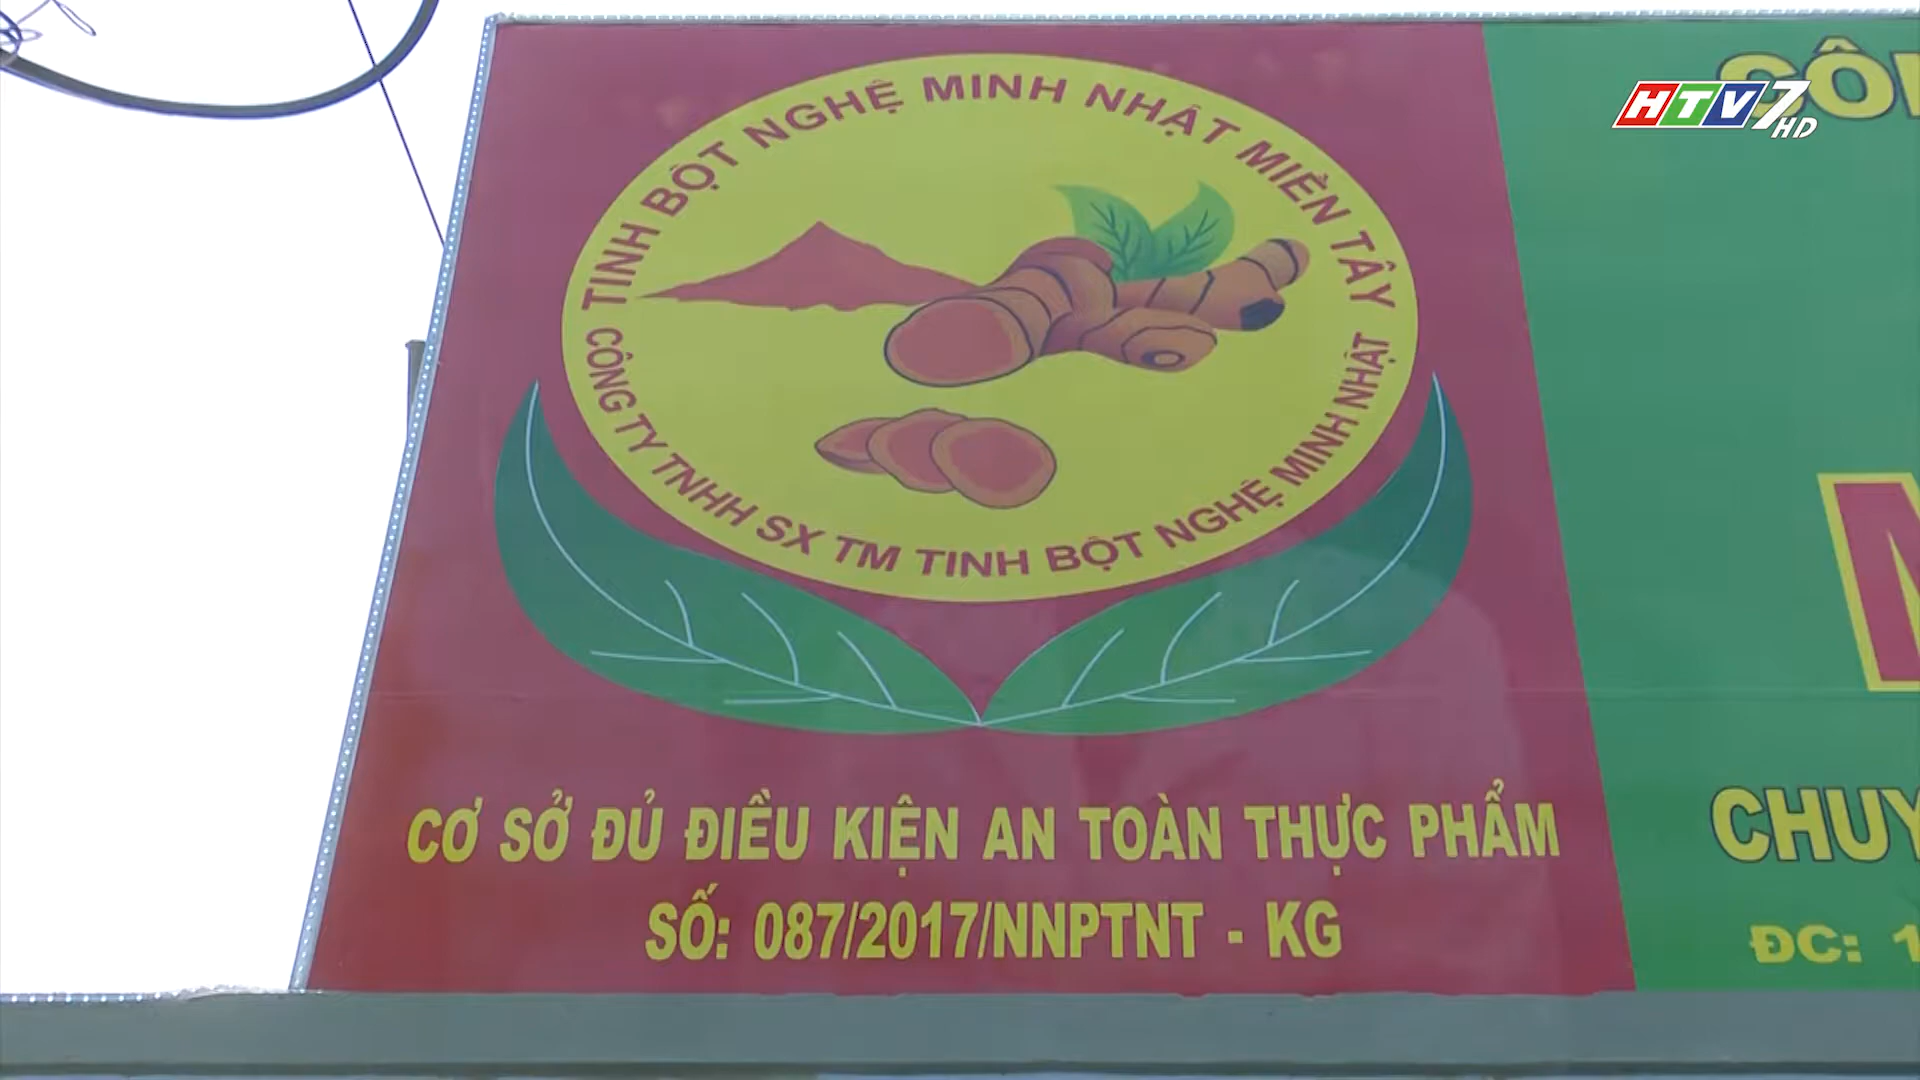 TINH BỘT NGHỆ MINH NHẬT MIỀN TÂY
CÔNG TY TNHH SX TM TINH BỘT NGHỆ MINH NHẬT
CƠ SỞ ĐỦ ĐIỀU KIỆN AN TOÀN THỰC PHẨM
SỐ: 087/2017/NNPTNT - KG
HTV7
HD
ĐC: 1